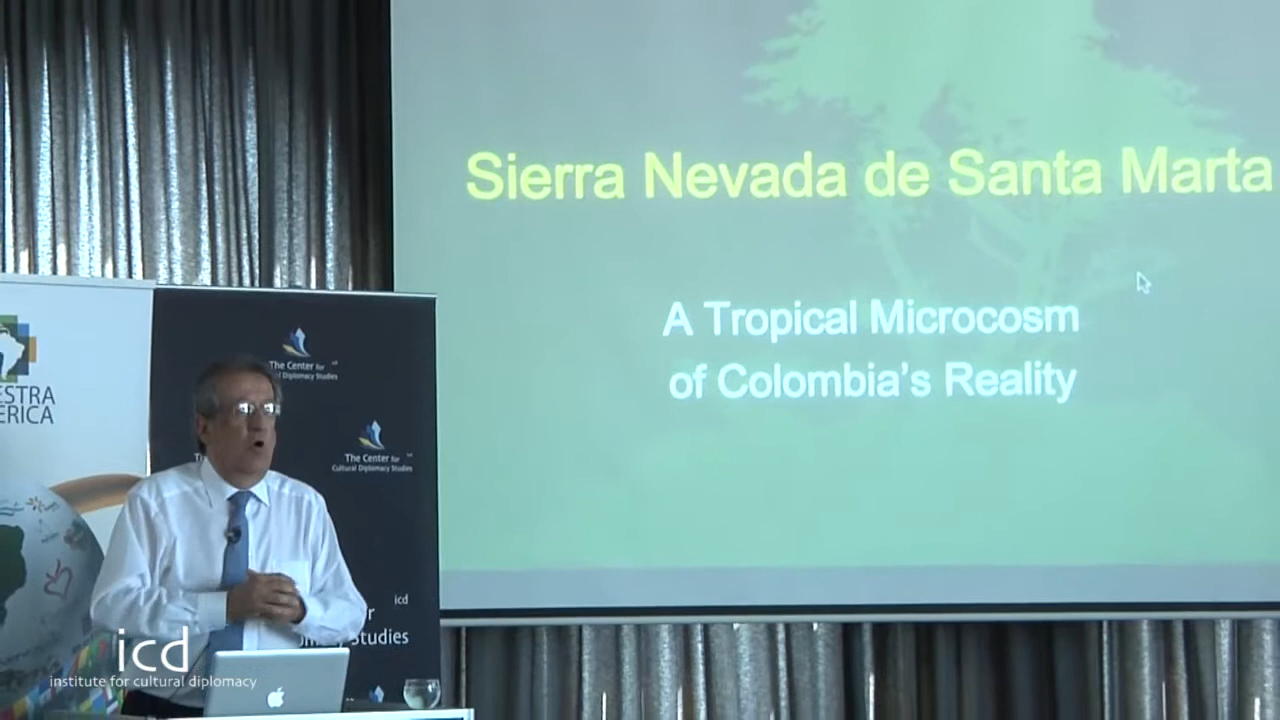 Sierra Nevada de Santa Marta
A Tropical Microcosm
of Colombia's Reality
ESTRA
ERICA
The Center for
Diplomacy Studies
The Center for
Cultural Diplomacy Studies
icd
Studies
icd
institute for cultural diplomacy